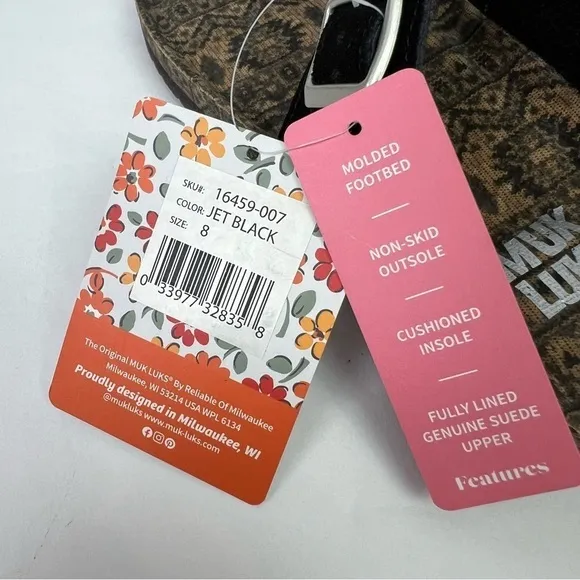 SKU#: 16459-007
COLOR: JET BLACK
SIZE: 8
0 33977 32835 8
The Original MUK LUKS® By Reliable Of Milwaukee
Milwaukee, WI 53214 USA WPL 6134
Proudly designed in Milwaukee, WI
@mukluks www.muk-luks.com
MOLDED
FOOTBED
NON-SKID
OUTSOLE
CUSHIONED
INSOLE
FULLY LINED
GENUINE SUEDE
UPPER
Features
MUK
LUKS